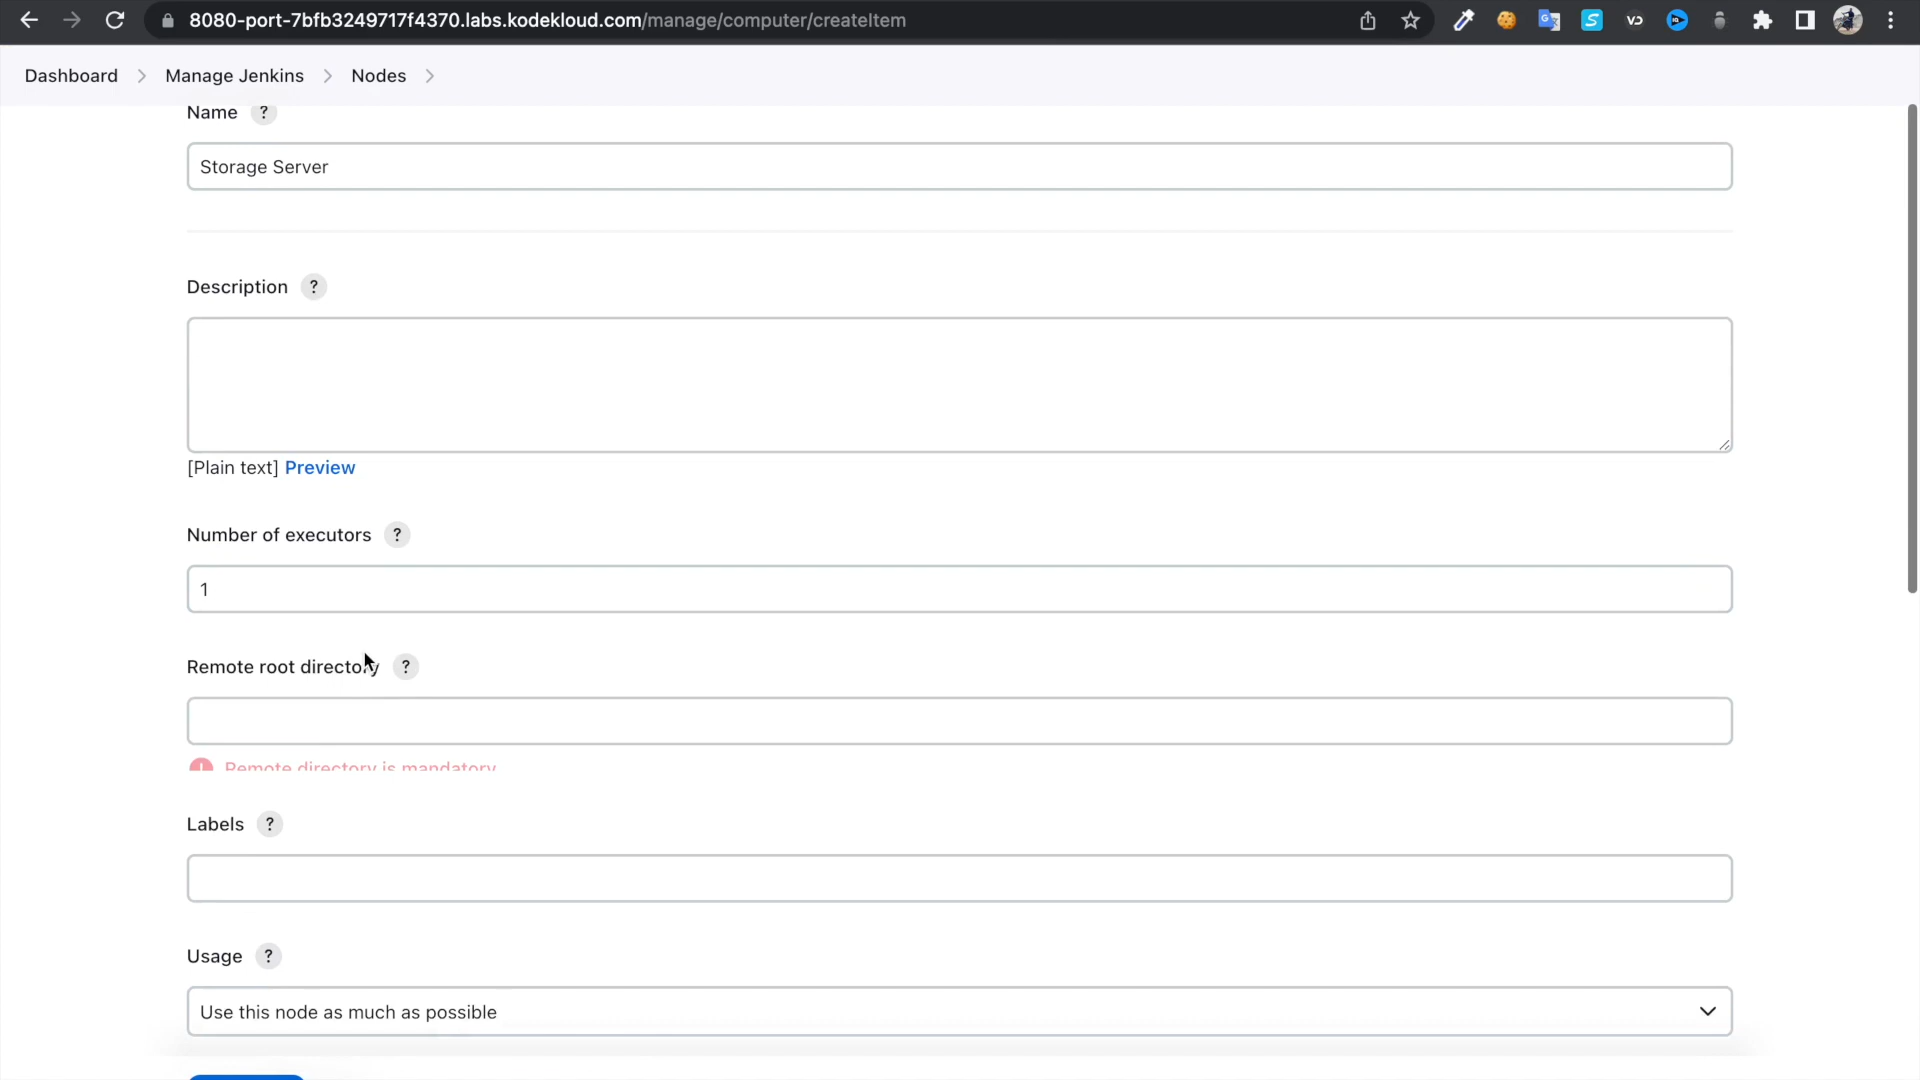 8080-port-7bfb3249717f4370.labs.kodekloud.com/manage/computer/createItem
Dashboard > Manage Jenkins > Nodes >
Name ?
Storage Server
Description ?
[Plain text] Preview
Number of executors ?
1
Remote root directory ?
! Remote directory is mandatory
Labels ?
Usage ?
Use this node as much as possible